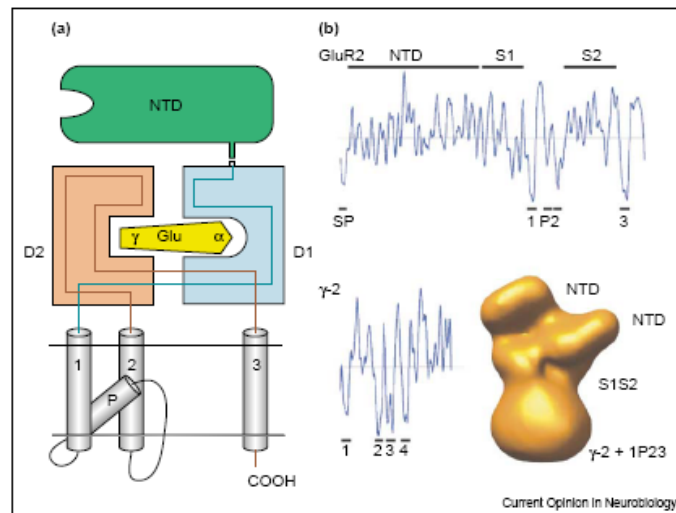 (a)
NTD
D2
γ Glu α
D1
1 2 3
P
COOH
(b)
GluR2 NTD S1 S2
SP 1 P2 3
γ-2
1 2 3 4
NTD
NTD
S1S2
γ-2 + 1P23
Current Opinion in Neurobiology